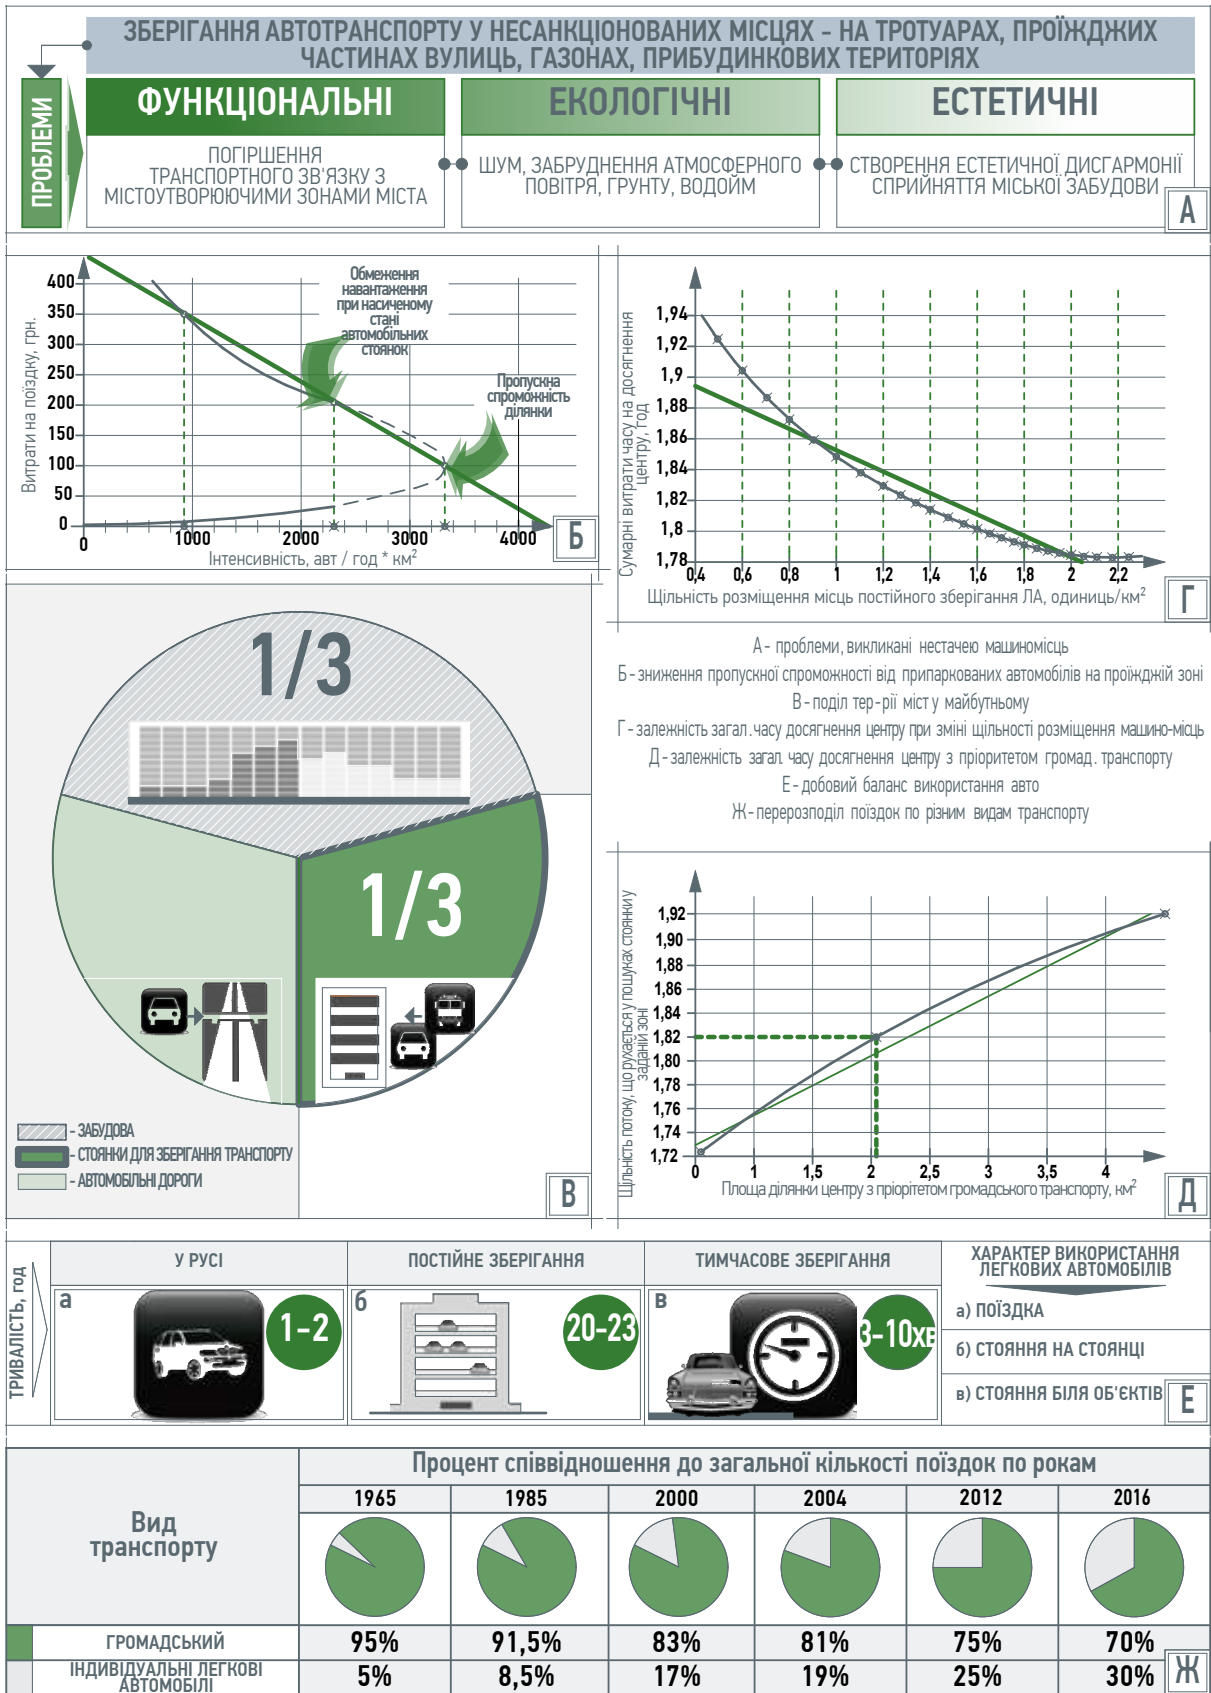 ЗБЕРІГАННЯ АВТОТРАНСПОРТУ У НЕСАНКЦІОНОВАНИХ МІСЦЯХ - НА ТРОТУАРАХ, ПРОЇЖДЖИХ
ЧАСТИНАХ ВУЛИЦЬ, ГАЗОНАХ, ПРИБУДИНКОВИХ ТЕРИТОРІЯХ
ПРОБЛЕМИ
ФУНКЦІОНАЛЬНІ
ЕКОЛОГІЧНІ
ЕСТЕТИЧНІ
ПОГІРШЕННЯ
ТРАНСПОРТНОГО ЗВ'ЯЗКУ З
МІСТОУТВОРЮЮЧИМИ ЗОНАМИ МІСТА
ШУМ, ЗАБРУДНЕННЯ АТМОСФЕРНОГО
ПОВІТРЯ, ГРУНТУ, ВОДОЙМ
СТВОРЕННЯ ЕСТЕТИЧНОЇ ДИСГАРМОНІЇ
СПРИЙНЯТТЯ МІСЬКОЇ ЗАБУДОВИ
А
Витрати на поїздку, грн.
400
350
300
250
200
150
100
50
0
0 1000 2000 3000 4000
Інтенсивність, авт / год * км²
Обмеження
навантаження
при насиченому
стані
автомобільних
стоянок
Пропускна
спроможність
ділянки
Б
Сумарні витрати часу на досягнення
центру, год
1,94
1,92
1,9
1,88
1,86
1,84
1,82
1,8
1,78
0,4 0,6 0,8 1 1,2 1,4 1,6 1,8 2 2,2
Щільність розміщення місць постійного зберігання ЛА, одиниць/км²
Г
1/3
1/3
- ЗАБУДОВА
- СТОЯНКИ ДЛЯ ЗБЕРІГАННЯ ТРАНСПОРТУ
- АВТОМОБІЛЬНІ ДОРОГИ
В
А - проблеми, викликані нестачею машиномісць
Б - зниження пропускної спроможності від припаркованих автомобілів на проїжджій зоні
В - поділ тер-рії міст у майбутньому
Г - залежність загал. часу досягнення центру при зміні щільності розміщення машино-місць
Д - залежність загал. часу досягнення центру з пріоритетом громад. транспорту
Е - добовий баланс використання авто
Ж - перерозподіл поїздок по різним видам транспорту
Щільність потоку, що рухається у пошуках стоянки у
заданій зоні
1,92
1,90
1,88
1,86
1,84
1,82
1,80
1,78
1,76
1,74
1,72
0 1 1,5 2 2,5 3 3,5 4
Площа ділянки центру з пріорітетом громадського транспорту, км²
Д
ТРИВАЛІСТЬ, год
У РУСІ
ПОСТІЙНЕ ЗБЕРІГАННЯ
ТИМЧАСОВЕ ЗБЕРІГАННЯ
ХАРАКТЕР ВИКОРИСТАННЯ
ЛЕГКОВИХ АВТОМОБІЛІВ
а
1-2
б
20-23
в
3-10хв
а) ПОЇЗДКА
б) СТОЯННЯ НА СТОЯНЦІ
в) СТОЯННЯ БІЛЯ ОБ'ЄКТІВ
Е
Вид
транспорту
Процент співвідношення до загальної кількості поїздок по рокам
1965 1985 2000 2004 2012 2016
ГРОМАДСЬКИЙ 95% 91,5% 83% 81% 75% 70%
ІНДИВІДУАЛЬНІ ЛЕГКОВІ
АВТОМОБІЛІ
5% 8,5% 17% 19% 25% 30%
Ж